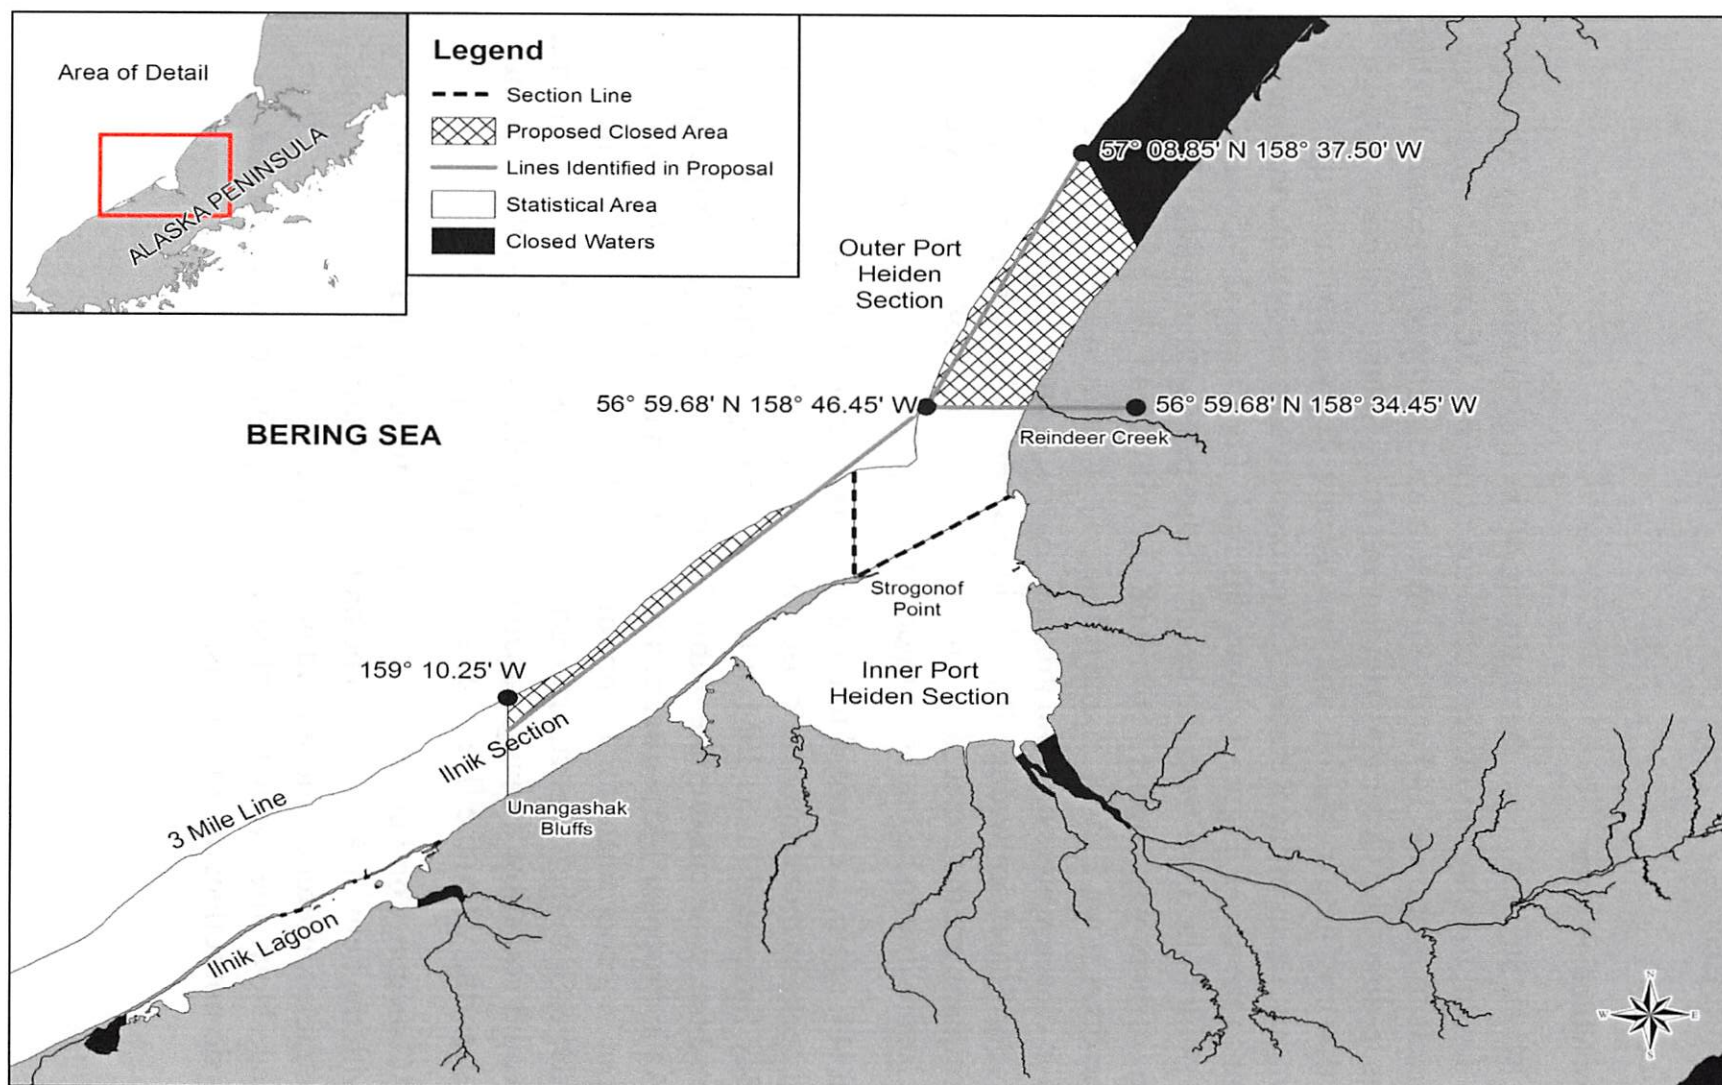 Area of Detail
ALASKA PENINSULA
Legend
Section Line
Proposed Closed Area
Lines Identified in Proposal
Statistical Area
Closed Waters
57° 08.85' N 158° 37.50' W
Outer Port
Heiden
Section
56° 59.68' N 158° 46.45' W
56° 59.68' N 158° 34.45' W
BERING SEA
Reindeer Creek
Strogonof
Point
159° 10.25' W
Inner Port
Heiden Section
Ilnik Section
3 Mile Line
Unangashak
Bluffs
Ilnik Lagoon
N
W
E
S